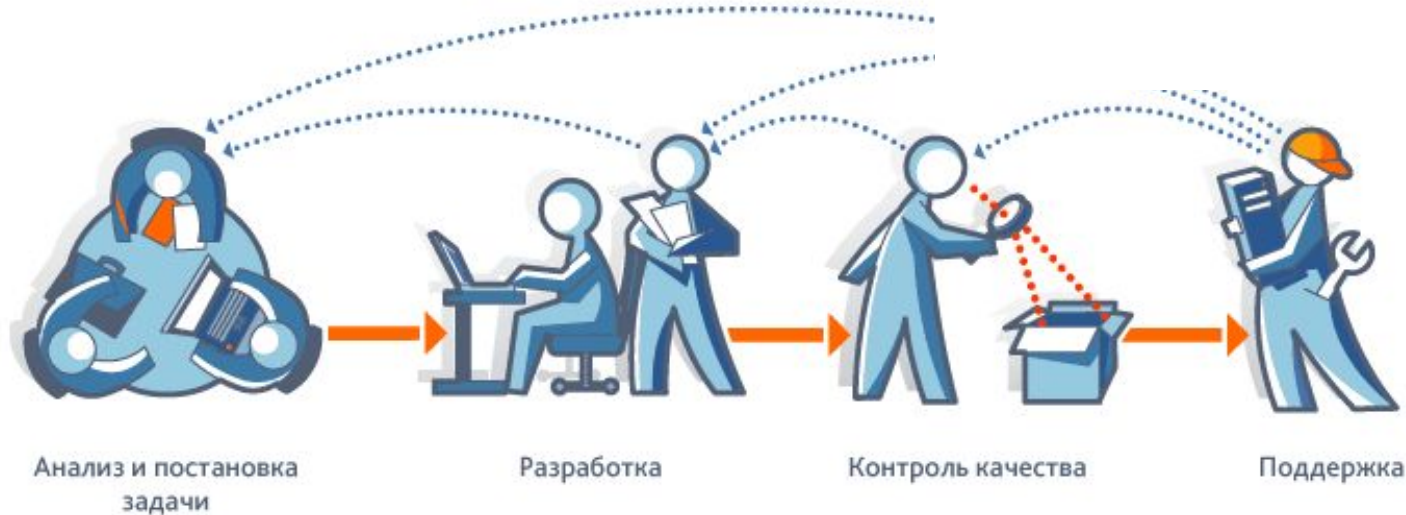 Анализ и постановка
задачи
Разработка
Контроль качества
Поддержка